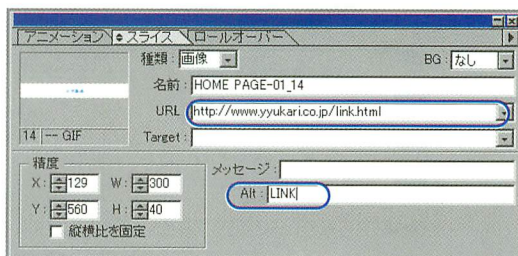 アニメーション スライス ロールオーバー
種類：画像 BG：なし
名前：HOME PAGE-01_14
URL http://www.yyukari.co.jp/link.html
14 -- GIF Target：
精度 メッセージ：
X：129 W：300 Alt：LINK
Y：560 H：40
縦横比を固定